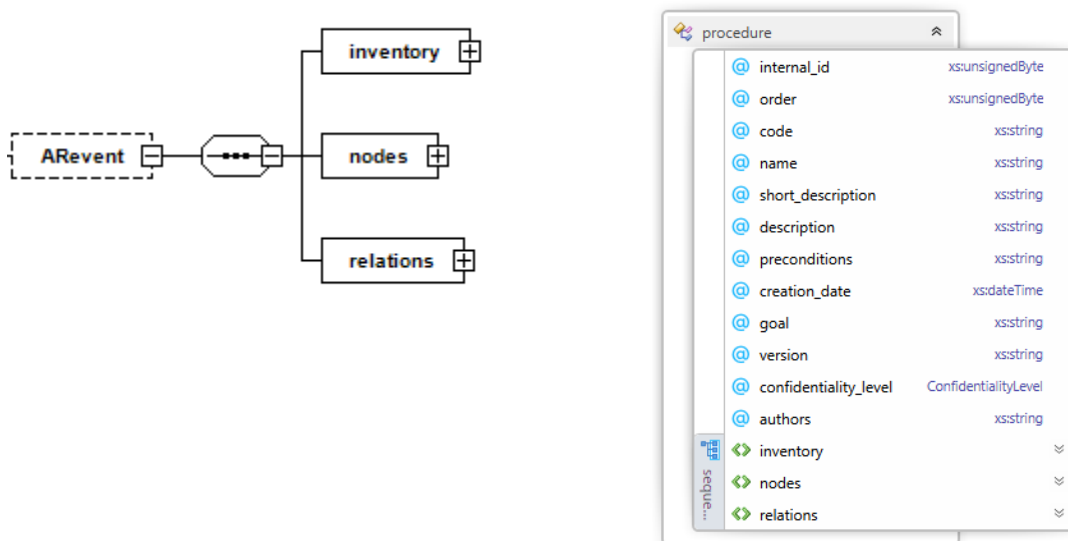 ARevent
inventory
nodes
relations
procedure
internal_id xs:unsignedByte
order xs:unsignedByte
code xs:string
name xs:string
short_description xs:string
description xs:string
preconditions xs:string
creation_date xs:dateTime
goal xs:string
version xs:string
confidentiality_level ConfidentialityLevel
authors xs:string
inventory
nodes
relations
seque...